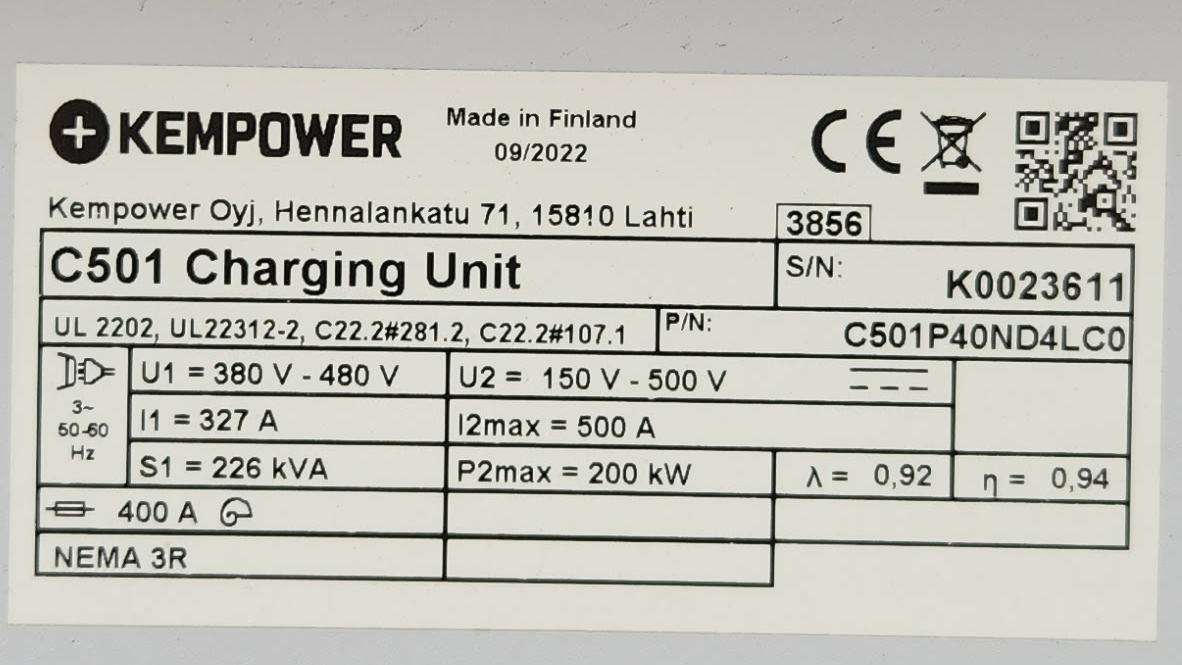 KEMPOWER
Made in Finland
09/2022
CE
Kempower Oyj, Hennalankatu 71, 15810 Lahti
3856
C501 Charging Unit
S/N: K0023611
UL 2202, UL22312-2, C22.2#281.2, C22.2#107.1
P/N: C501P40ND4LC0
3~
50-60
Hz
U1 = 380 V - 480 V
U2 = 150 V - 500 V
I1 = 327 A
I2max = 500 A
S1 = 226 kVA
P2max = 200 kW
λ = 0,92
η = 0,94
400 A
NEMA 3R